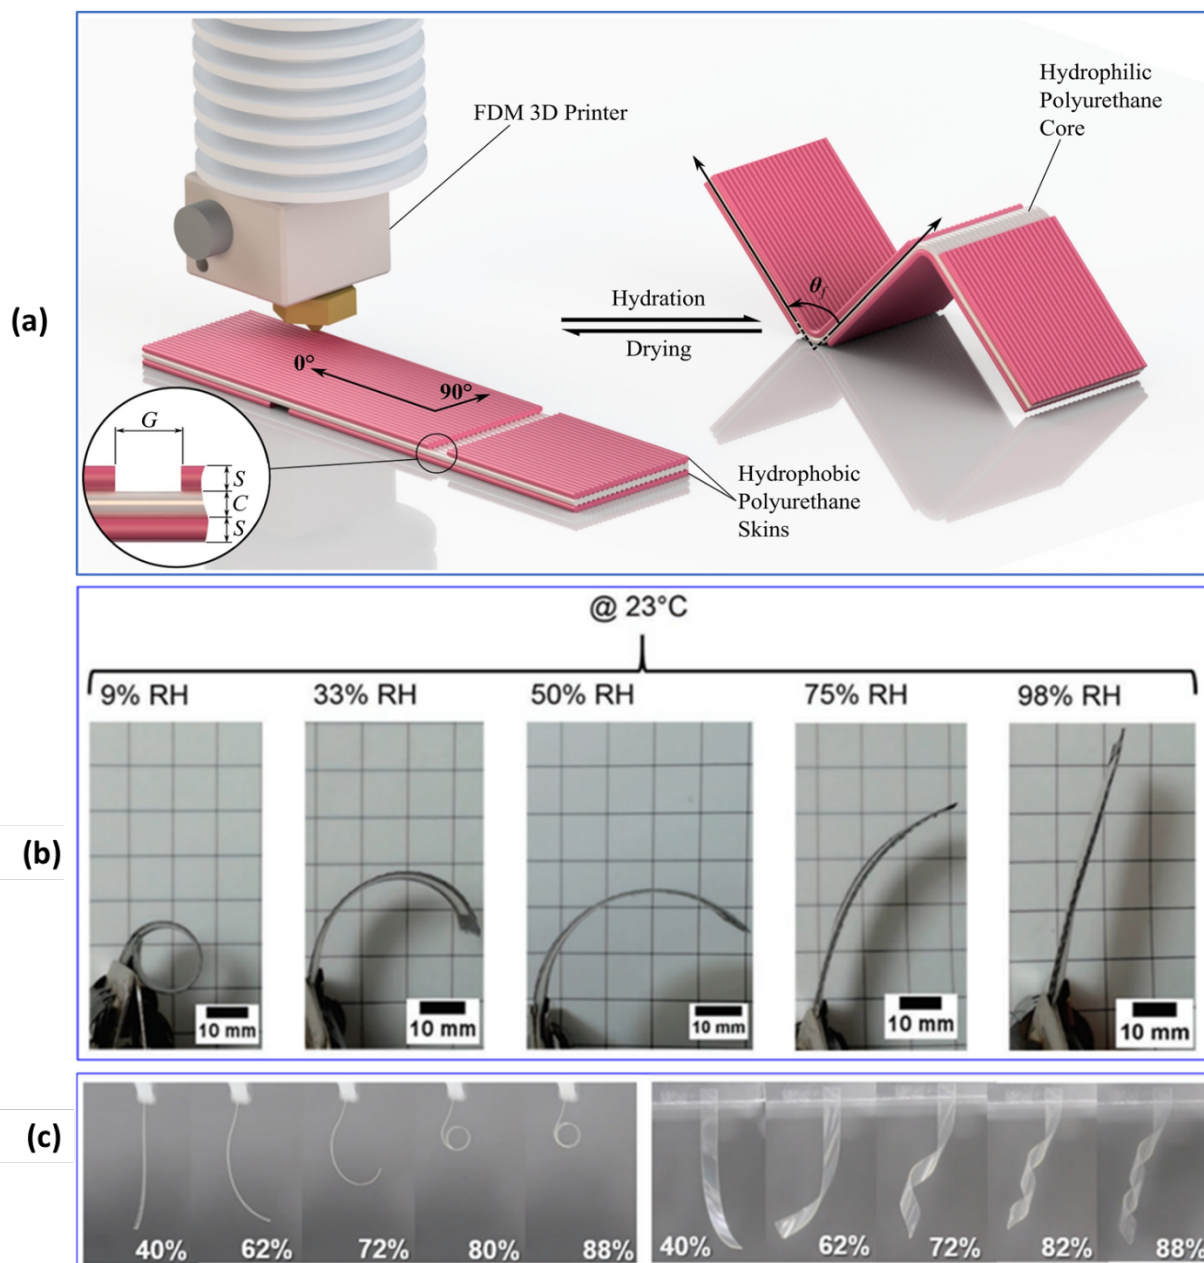 (a)
FDM 3D Printer
Hydrophilic
Polyurethane
Core
θf
Hydration
Drying
0°
90°
G
S
C
S
Hydrophobic
Polyurethane
Skins
(b)
@ 23°C
9% RH
33% RH
50% RH
75% RH
98% RH
10 mm
10 mm
10 mm
10 mm
10 mm
(c)
40%
62%
72%
80%
88%
40%
62%
72%
82%
88%